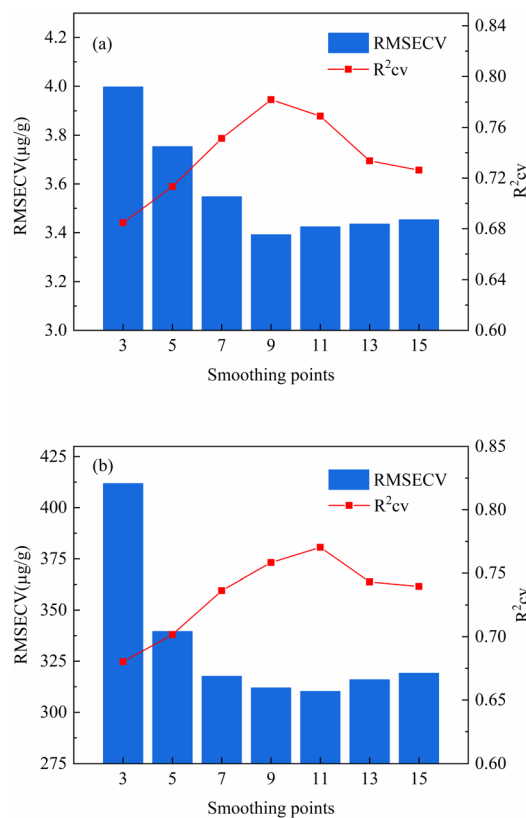 (a)
RMSECV
R²cv
4.2
4.0
3.8
3.6
3.4
3.2
3.0
RMSECV(μg/g)
0.84
0.80
0.76
0.72
0.68
0.64
0.60
R²cv
3 5 7 9 11 13 15
Smoothing points
(b)
RMSECV
R²cv
425
400
375
350
325
300
275
RMSECV(μg/g)
0.85
0.80
0.75
0.70
0.65
0.60
R²cv
3 5 7 9 11 13 15
Smoothing points